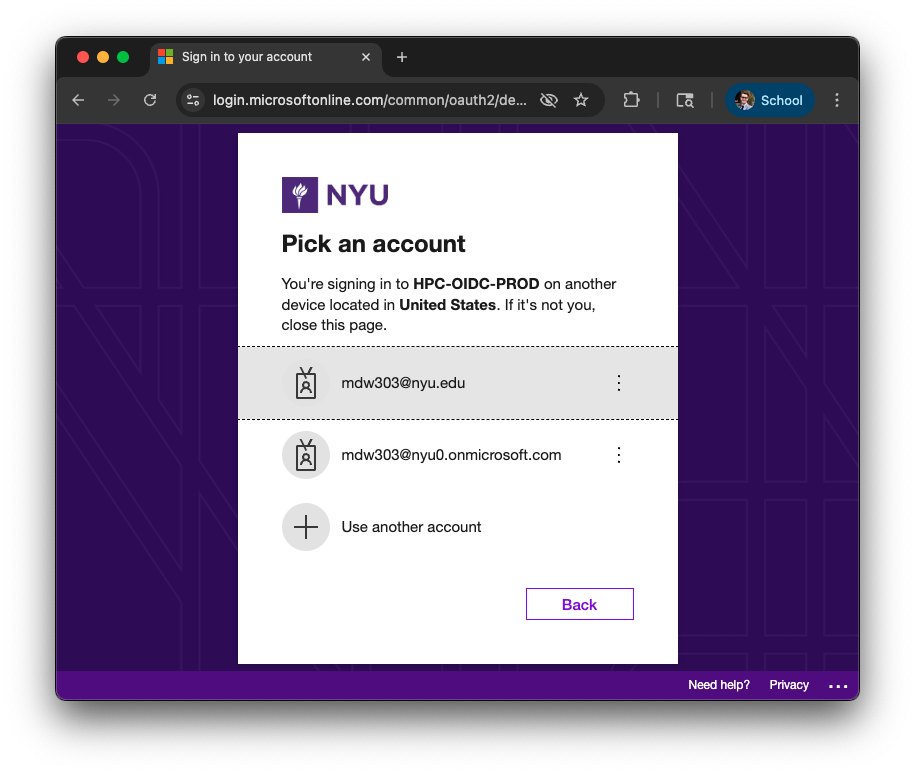 Sign in to your account
login.microsoftonline.com/common/oauth2/de...
School
NYU
Pick an account
You're signing in to HPC-OIDC-PROD on another
device located in United States. If it's not you,
close this page.
mdw303@nyu.edu
mdw303@nyu0.onmicrosoft.com
Use another account
Back
Need help?
Privacy